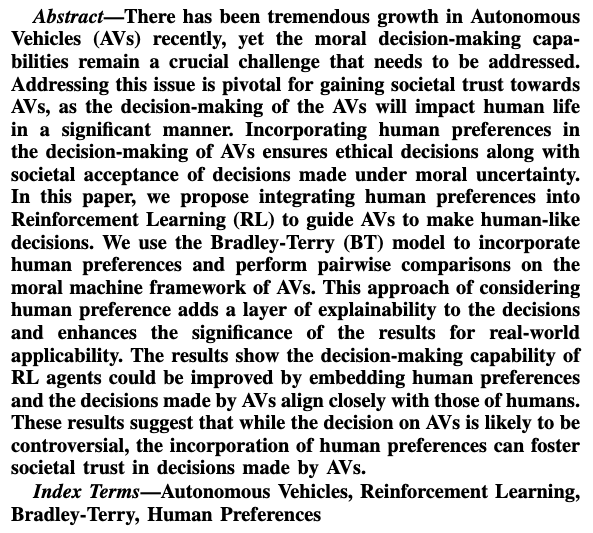 Abstract—There has been tremendous growth in Autonomous
Vehicles (AVs) recently, yet the moral decision-making capa-
bilities remain a crucial challenge that needs to be addressed.
Addressing this issue is pivotal for gaining societal trust towards
AVs, as the decision-making of the AVs will impact human life
in a significant manner. Incorporating human preferences in
the decision-making of AVs ensures ethical decisions along with
societal acceptance of decisions made under moral uncertainty.
In this paper, we propose integrating human preferences into
Reinforcement Learning (RL) to guide AVs to make human-like
decisions. We use the Bradley-Terry (BT) model to incorporate
human preferences and perform pairwise comparisons on the
moral machine framework of AVs. This approach of considering
human preference adds a layer of explainability to the decisions
and enhances the significance of the results for real-world
applicability. The results show the decision-making capability of
RL agents could be improved by embedding human preferences
and the decisions made by AVs align closely with those of humans.
These results suggest that while the decision on AVs is likely to be
controversial, the incorporation of human preferences can foster
societal trust in decisions made by AVs.
Index Terms—Autonomous Vehicles, Reinforcement Learning,
Bradley-Terry, Human Preferences